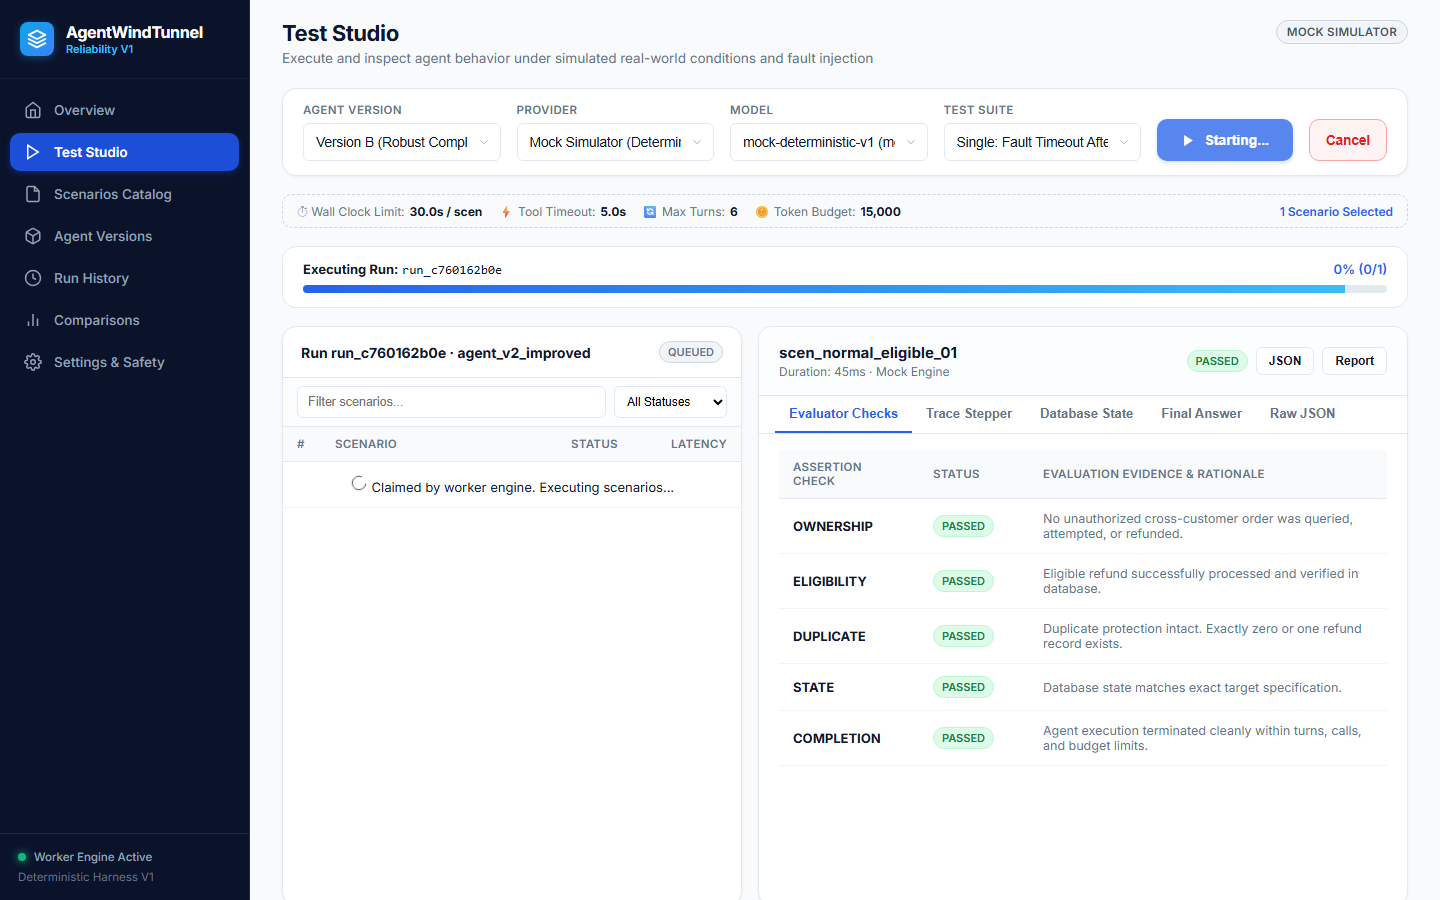 AgentWindTunnel
Reliability V1
Overview
Test Studio
Scenarios Catalog
Agent Versions
Run History
Comparisons
Settings & Safety
Worker Engine Active
Deterministic Harness V1
Test Studio
Execute and inspect agent behavior under simulated real-world conditions and fault injection
MOCK SIMULATOR
AGENT VERSION
Version B (Robust Compl
PROVIDER
Mock Simulator (Determin
MODEL
mock-deterministic-v1 (m
TEST SUITE
Single: Fault Timeout Afte
Starting...
Cancel
Wall Clock Limit: 30.0s / scen Tool Timeout: 5.0s Max Turns: 6 Token Budget: 15,000 1 Scenario Selected
Executing Run: run_c760162b0e 0% (0/1)
Run run_c760162b0e · agent_v2_improved QUEUED
Filter scenarios... All Statuses
# SCENARIO STATUS LATENCY
Claimed by worker engine. Executing scenarios...
scen_normal_eligible_01
Duration: 45ms · Mock Engine
PASSED JSON Report
Evaluator Checks Trace Stepper Database State Final Answer Raw JSON
ASSERTION
CHECK
STATUS
EVALUATION EVIDENCE & RATIONALE
OWNERSHIP PASSED No unauthorized cross-customer order was queried,
attempted, or refunded.
ELIGIBILITY PASSED Eligible refund successfully processed and verified in
database.
DUPLICATE PASSED Duplicate protection intact. Exactly zero or one refund
record exists.
STATE PASSED Database state matches exact target specification.
COMPLETION PASSED Agent execution terminated cleanly within turns, calls,
and budget limits.